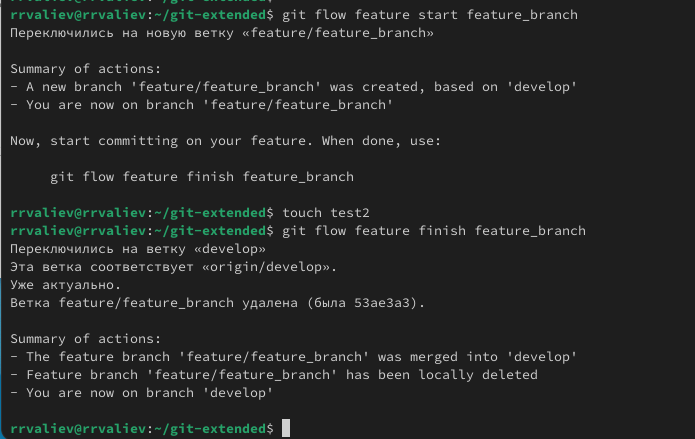 rrvaliev@rrvaliev:~/git-extended$ git flow feature start feature_branch
Переключились на новую ветку «feature/feature_branch»
Summary of actions:
- A new branch 'feature/feature_branch' was created, based on 'develop'
- You are now on branch 'feature/feature_branch'
Now, start committing on your feature. When done, use:
git flow feature finish feature_branch
rrvaliev@rrvaliev:~/git-extended$ touch test2
rrvaliev@rrvaliev:~/git-extended$ git flow feature finish feature_branch
Переключились на ветку «develop»
Эта ветка соответствует «origin/develop».
Уже актуально.
Ветка feature/feature_branch удалена (была 53ae3a3).
Summary of actions:
- The feature branch 'feature/feature_branch' was merged into 'develop'
- Feature branch 'feature/feature_branch' has been locally deleted
- You are now on branch 'develop'
rrvaliev@rrvaliev:~/git-extended$